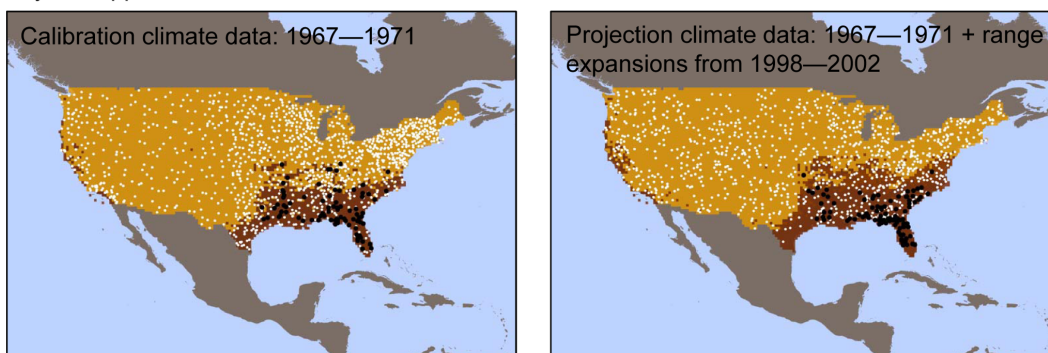 Calibration climate data: 1967—1971
Projection climate data: 1967—1971 + range
expansions from 1998—2002